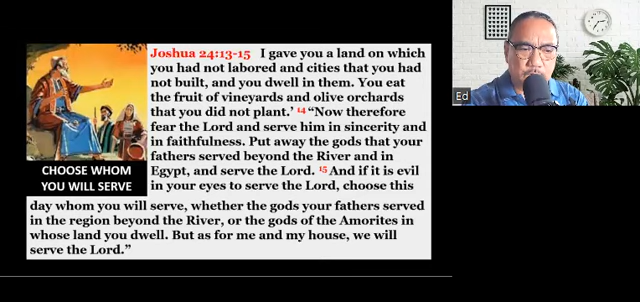 Joshua 24:13-15 I gave you a land on which
you had not labored and cities that you had
not built, and you dwell in them. You eat
the fruit of vineyards and olive orchards
that you did not plant.’ 14 “Now therefore
fear the Lord and serve him in sincerity and
in faithfulness. Put away the gods that your
fathers served beyond the River and in
Egypt, and serve the Lord. 15 And if it is evil
in your eyes to serve the Lord, choose this
day whom you will serve, whether the gods your fathers served
in the region beyond the River, or the gods of the Amorites in
whose land you dwell. But as for me and my house, we will
serve the Lord.”
CHOOSE WHOM
YOU WILL SERVE
Ed